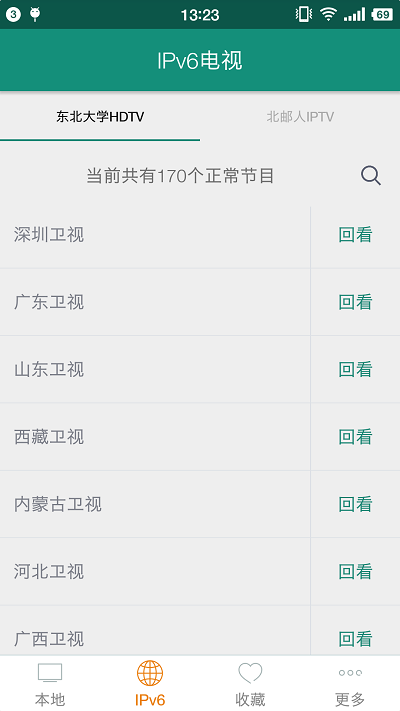 3 13:23 69
IPv6电视
东北大学HDTV 北邮人IPTV
当前共有170个正常节目
深圳卫视 回看
广东卫视 回看
山东卫视 回看
西藏卫视 回看
内蒙古卫视 回看
河北卫视 回看
广西卫视 回看
本地 IPv6 收藏 更多